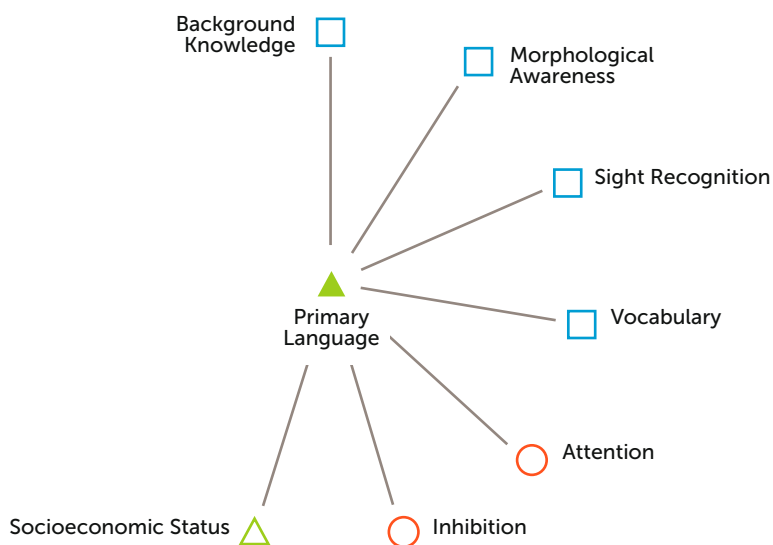 Background
Knowledge
Morphological
Awareness
Sight Recognition
Primary
Language
Vocabulary
Attention
Socioeconomic Status
Inhibition